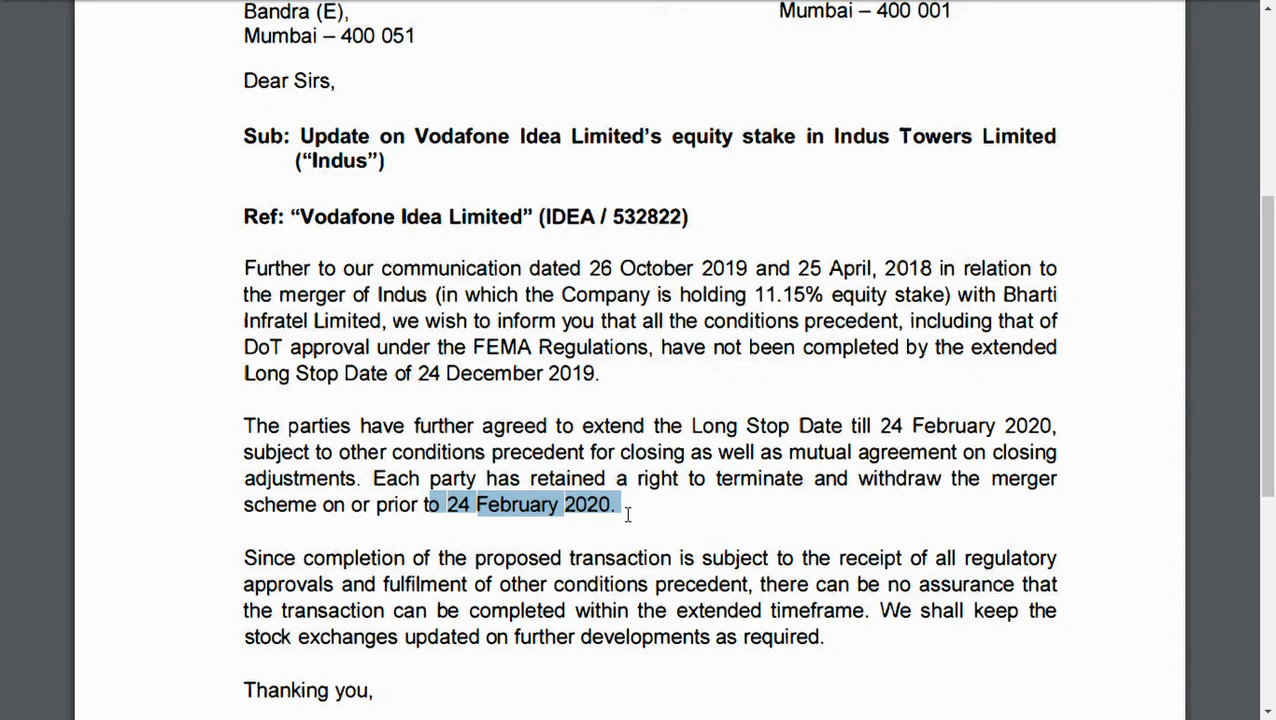 Bandra (E),
Mumbai – 400 001
Mumbai – 400 051
Dear Sirs,
Sub: Update on Vodafone Idea Limited’s equity stake in Indus Towers Limited
(“Indus”)
Ref: “Vodafone Idea Limited” (IDEA / 532822)
Further to our communication dated 26 October 2019 and 25 April, 2018 in relation to
the merger of Indus (in which the Company is holding 11.15% equity stake) with Bharti
Infratel Limited, we wish to inform you that all the conditions precedent, including that of
DoT approval under the FEMA Regulations, have not been completed by the extended
Long Stop Date of 24 December 2019.
The parties have further agreed to extend the Long Stop Date till 24 February 2020,
subject to other conditions precedent for closing as well as mutual agreement on closing
adjustments. Each party has retained a right to terminate and withdraw the merger
scheme on or prior to 24 February 2020.
Since completion of the proposed transaction is subject to the receipt of all regulatory
approvals and fulfilment of other conditions precedent, there can be no assurance that
the transaction can be completed within the extended timeframe. We shall keep the
stock exchanges updated on further developments as required.
Thanking you,